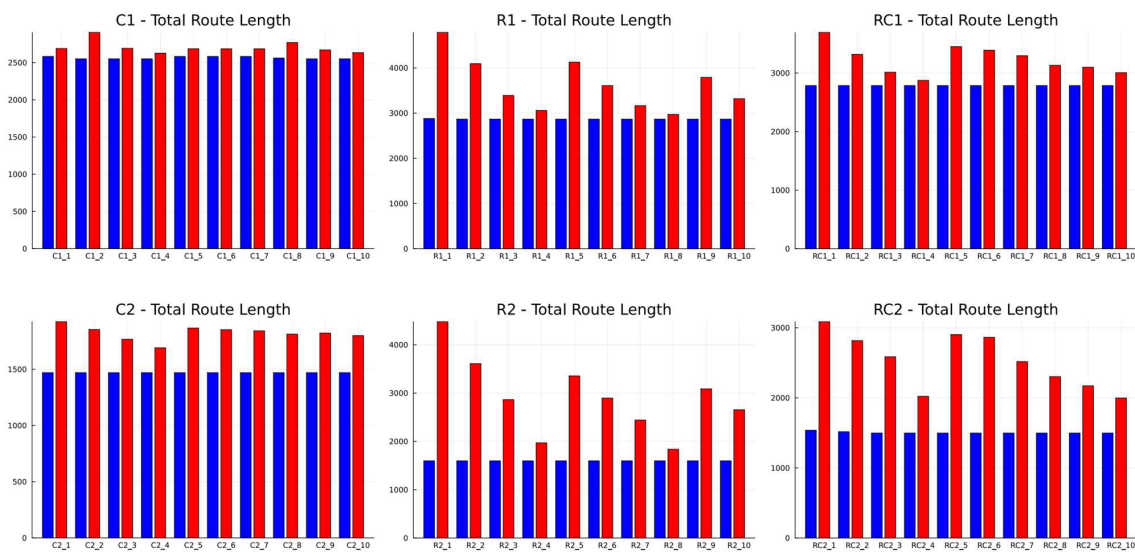 C1 - Total Route Length
2500
2000
1500
1000
500
0
C1_1 C1_2 C1_3 C1_4 C1_5 C1_6 C1_7 C1_8 C1_9 C1_10
R1 - Total Route Length
4000
3000
2000
1000
0
R1_1 R1_2 R1_3 R1_4 R1_5 R1_6 R1_7 R1_8 R1_9 R1_10
RC1 - Total Route Length
3000
2000
1000
0
RC1_1 RC1_2 RC1_3 RC1_4 RC1_5 RC1_6 RC1_7 RC1_8 RC1_9 RC1_10
C2 - Total Route Length
1500
1000
500
0
C2_1 C2_2 C2_3 C2_4 C2_5 C2_6 C2_7 C2_8 C2_9 C2_10
R2 - Total Route Length
4000
3000
2000
1000
0
R2_1 R2_2 R2_3 R2_4 R2_5 R2_6 R2_7 R2_8 R2_9 R2_10
RC2 - Total Route Length
3000
2000
1000
0
RC2_1 RC2_2 RC2_3 RC2_4 RC2_5 RC2_6 RC2_7 RC2_8 RC2_9 RC2_10